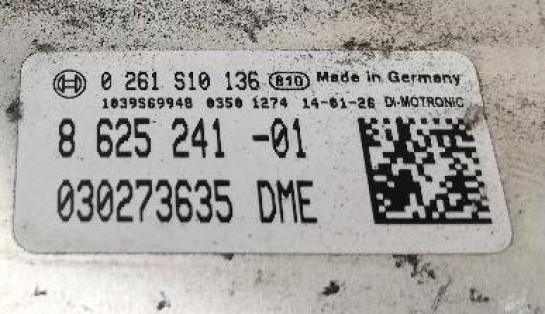 0 261 S10 136 B10 Made in Germany
1039S69948 0350 1274 14-01-26 DI-MOTRONIC
8 625 241 -01
030273635 DME